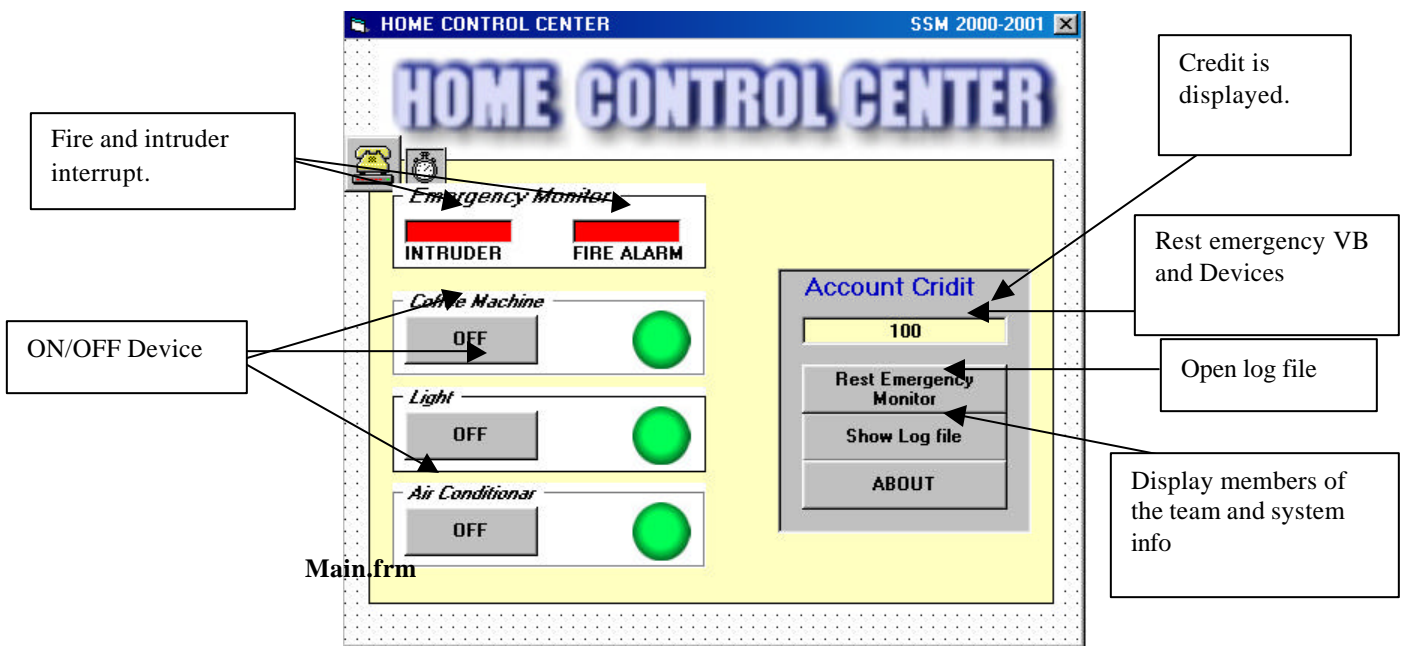 HOME CONTROL CENTER
SSM 2000-2001
HOME CONTROL CENTER
Fire and intruder
interrupt.
Credit is
displayed.
Emergency Monitor
INTRUDER
FIRE ALARM
Rest emergency VB
and Devices
Account Cridit
100
ON/OFF Device
Coffee Machine
OFF
Open log file
Rest Emergency
Monitor
Light
OFF
Show Log file
ABOUT
Display members of
the team and system
info
Air Conditionar
OFF
Main.frm